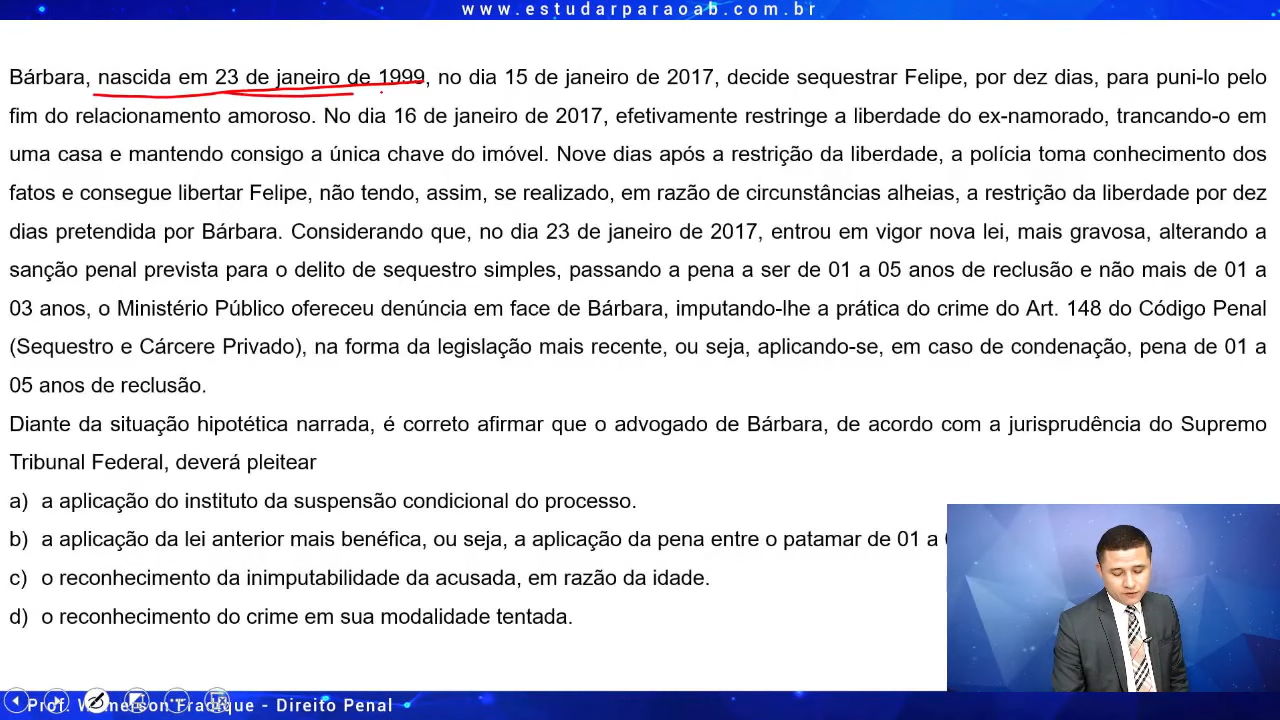 www.estudarparaoab.com.br
Bárbara, nascida em 23 de janeiro de 1999, no dia 15 de janeiro de 2017, decide sequestrar Felipe, por dez dias, para puni-lo pelo
fim do relacionamento amoroso. No dia 16 de janeiro de 2017, efetivamente restringe a liberdade do ex-namorado, trancando-o em
uma casa e mantendo consigo a única chave do imóvel. Nove dias após a restrição da liberdade, a polícia toma conhecimento dos
fatos e consegue libertar Felipe, não tendo, assim, se realizado, em razão de circunstâncias alheias, a restrição da liberdade por dez
dias pretendida por Bárbara. Considerando que, no dia 23 de janeiro de 2017, entrou em vigor nova lei, mais gravosa, alterando a
sanção penal prevista para o delito de sequestro simples, passando a pena a ser de 01 a 05 anos de reclusão e não mais de 01 a
03 anos, o Ministério Público ofereceu denúncia em face de Bárbara, imputando-lhe a prática do crime do Art. 148 do Código Penal
(Sequestro e Cárcere Privado), na forma da legislação mais recente, ou seja, aplicando-se, em caso de condenação, pena de 01 a
05 anos de reclusão.
Diante da situação hipotética narrada, é correto afirmar que o advogado de Bárbara, de acordo com a jurisprudência do Supremo
Tribunal Federal, deverá pleitear
a) a aplicação do instituto da suspensão condicional do processo.
b) a aplicação da lei anterior mais benéfica, ou seja, a aplicação da pena entre o patamar de 01 a
c) o reconhecimento da inimputabilidade da acusada, em razão da idade.
d) o reconhecimento do crime em sua modalidade tentada.
Prof. - Direito Penal